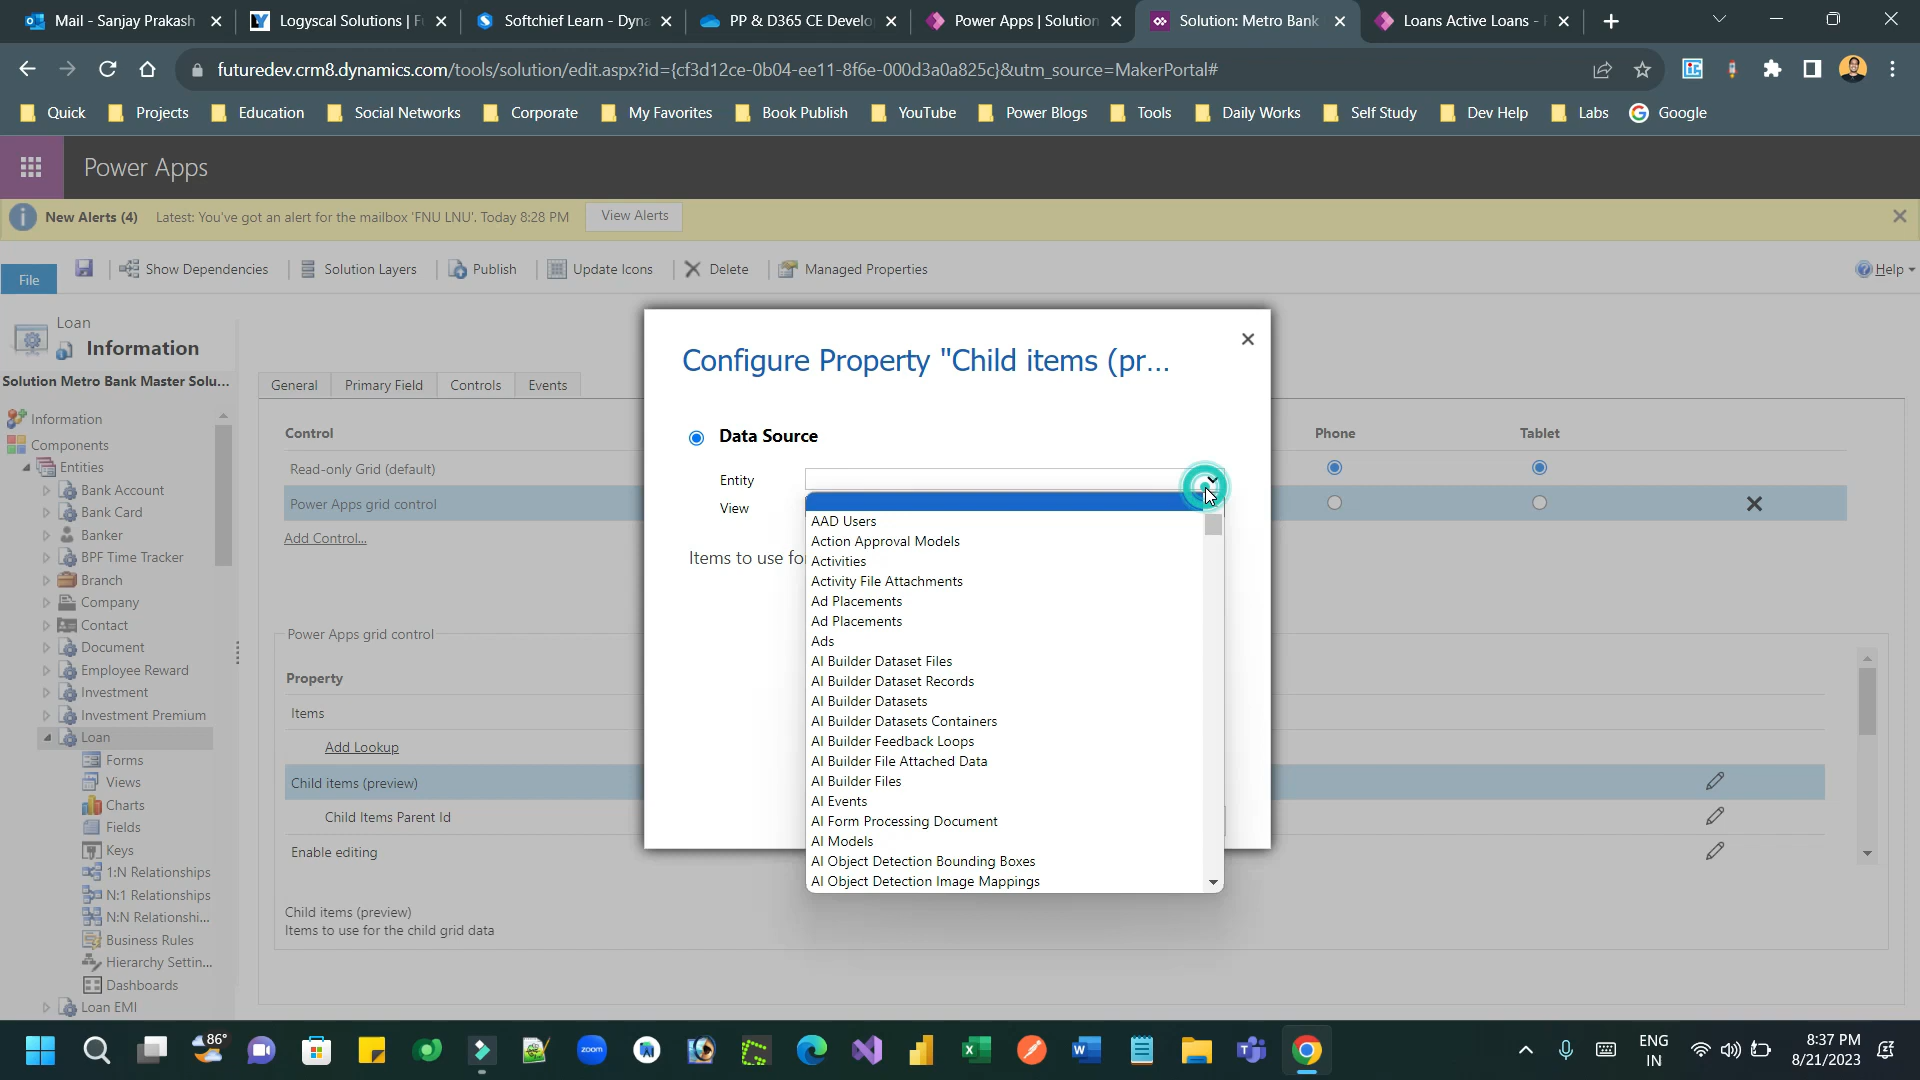 Mail - Sanjay Prakash
Logyscal Solutions | F
Softchief Learn - Dyna
PP & D365 CE Develo
Power Apps | Solution
Solution: Metro Bank
Loans Active Loans -
futuredev.crm8.dynamics.com/tools/solution/edit.aspx?id={cf3d12ce-0b04-ee11-8f6e-000d3a0a825c}&utm_source=MakerPortal#
Quick
Projects
Education
Social Networks
Corporate
My Favorites
Book Publish
YouTube
Power Blogs
Tools
Daily Works
Self Study
Dev Help
Labs
Google
Power Apps
New Alerts (4) Latest: You've got an alert for the mailbox 'FNU LNU'. Today 8:28 PM View Alerts
File
Show Dependencies
Solution Layers
Publish
Update Icons
Delete
Managed Properties
Help
Loan
Information
Solution Metro Bank Master Solu...
Information
Components
Entities
Bank Account
Bank Card
Banker
BPF Time Tracker
Branch
Company
Contact
Document
Employee Reward
Investment
Investment Premium
Loan
Forms
Views
Charts
Fields
Keys
1:N Relationships
N:1 Relationships
N:N Relationshi...
Business Rules
Hierarchy Settin...
Dashboards
Loan EMI
General
Primary Field
Controls
Events
Control
Phone
Tablet
Read-only Grid (default)
Power Apps grid control
Add Control...
Power Apps grid control
Property
Items
Add Lookup
Child items (preview)
Child Items Parent Id
Enable editing
Child items (preview)
Items to use for the child grid data
Configure Property "Child items (pr...
Data Source
Entity
View
Items to use fo
AAD Users
Action Approval Models
Activities
Activity File Attachments
Ad Placements
Ad Placements
Ads
AI Builder Dataset Files
AI Builder Dataset Records
AI Builder Datasets
AI Builder Datasets Containers
AI Builder Feedback Loops
AI Builder File Attached Data
AI Builder Files
AI Events
AI Form Processing Document
AI Models
AI Object Detection Bounding Boxes
AI Object Detection Image Mappings
86°
zoom
ENG
IN
8:37 PM
8/21/2023